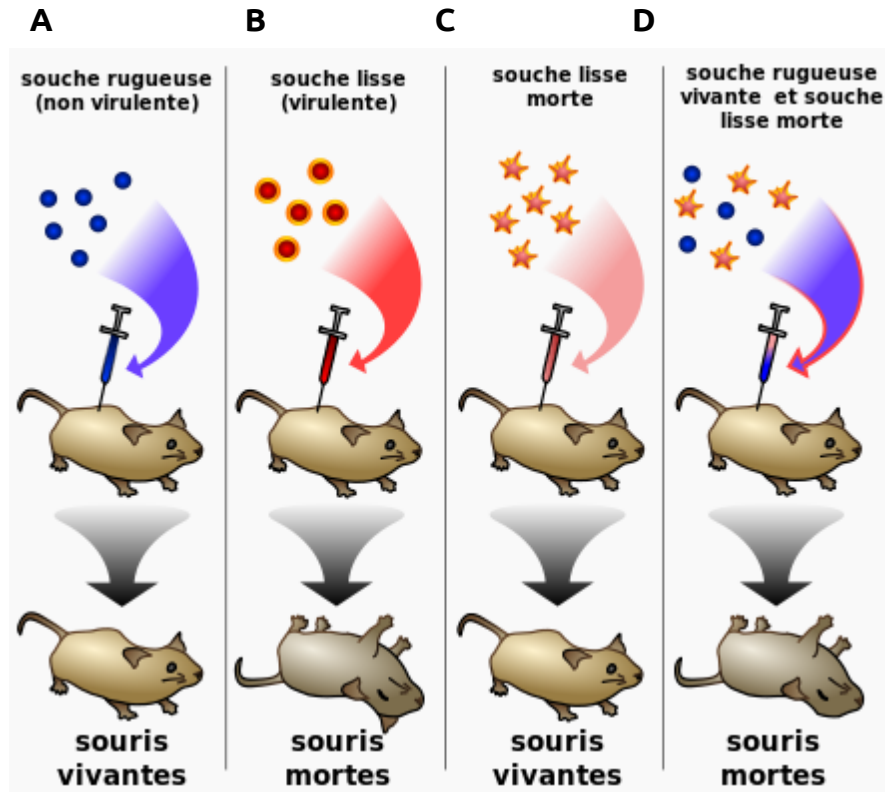 A
B
C
D
souche rugueuse
(non virulente)
souche lisse
(virulente)
souche lisse
morte
souche rugueuse
vivante et souche
lisse morte
souris
vivantes
souris
mortes
souris
vivantes
souris
mortes